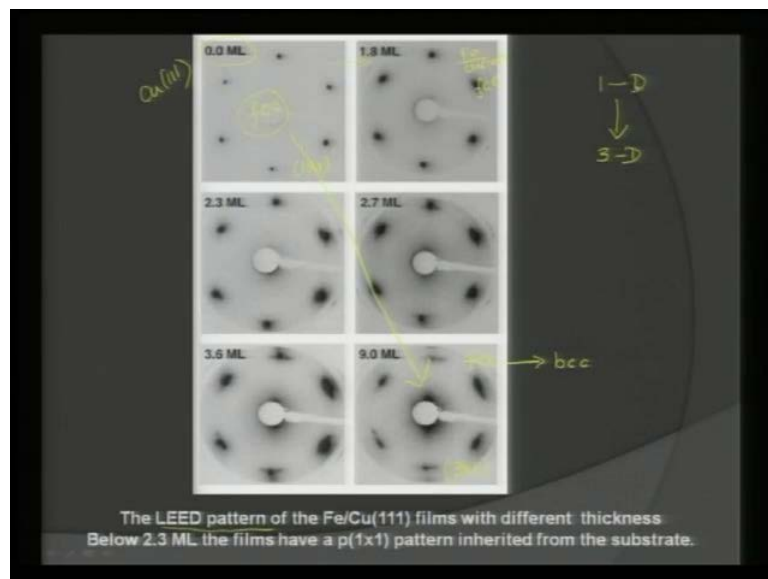 0.0 ML
1.8 ML
Cu(111)
fcc
fcc
1-D
3-D
2.3 ML
2.7 ML
3.6 ML
9.0 ML
bcc
The LEED pattern of the Fe/Cu(111) films with different thickness
Below 2.3 ML the films have a p(1x1) pattern inherited from the substrate.